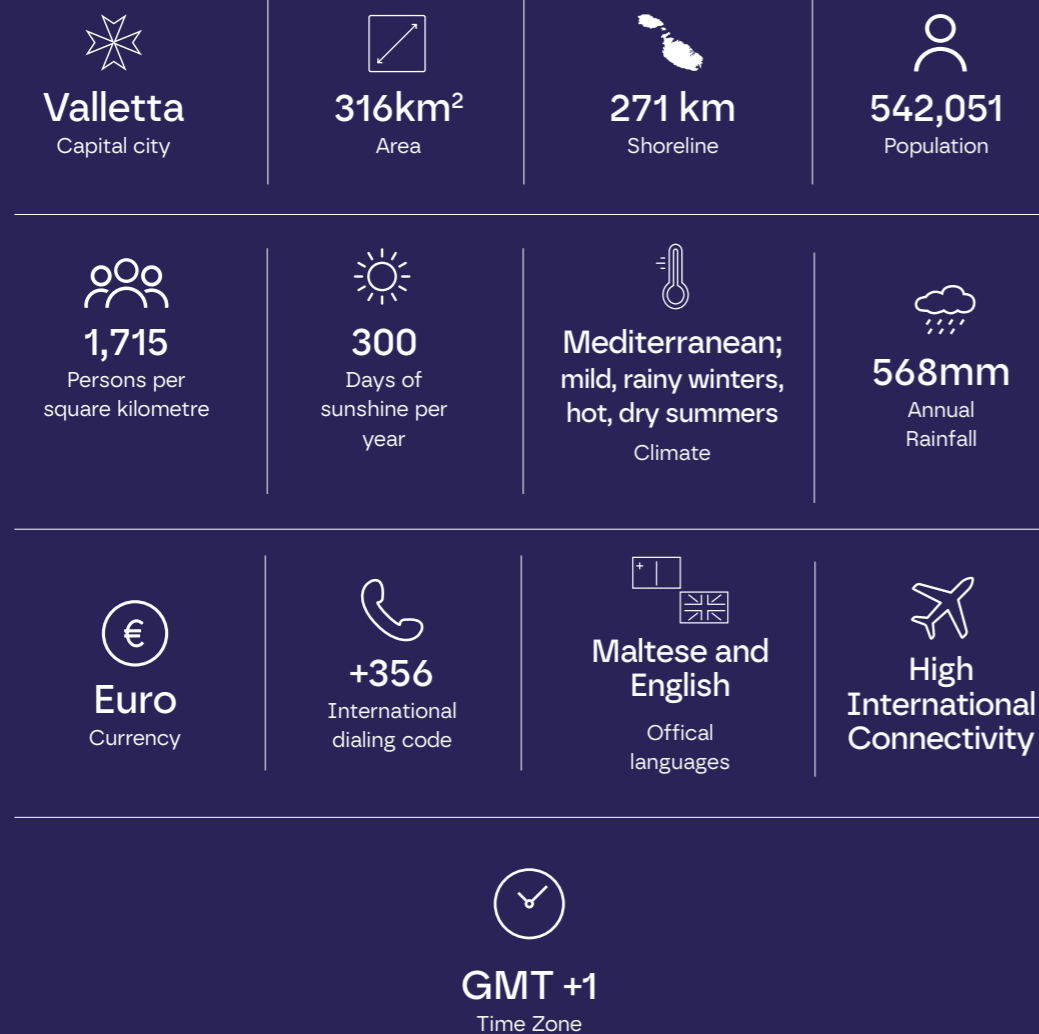 Valletta
Capital city
316km²
Area
271 km
Shoreline
542,051
Population
1,715
Persons per
square kilometre
300
Days of
sunshine per
year
Mediterranean;
mild, rainy winters,
hot, dry summers
Climate
568mm
Annual
Rainfall
€
Euro
Currency
+356
International
dialing code
Maltese and
English
Offical
languages
High
International
Connectivity
GMT +1
Time Zone